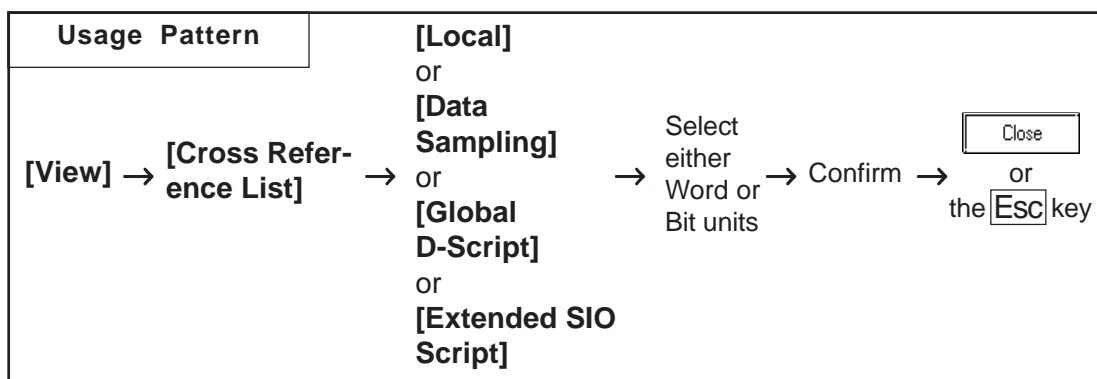 Usage Pattern
[View] → [Cross Refer-
ence List]
→
[Local]
or
[Data
Sampling]
or
[Global
D-Script]
or
[Extended SIO
Script]
→
Select
either
Word or
Bit units
→ Confirm →
Close
or
the Esc key